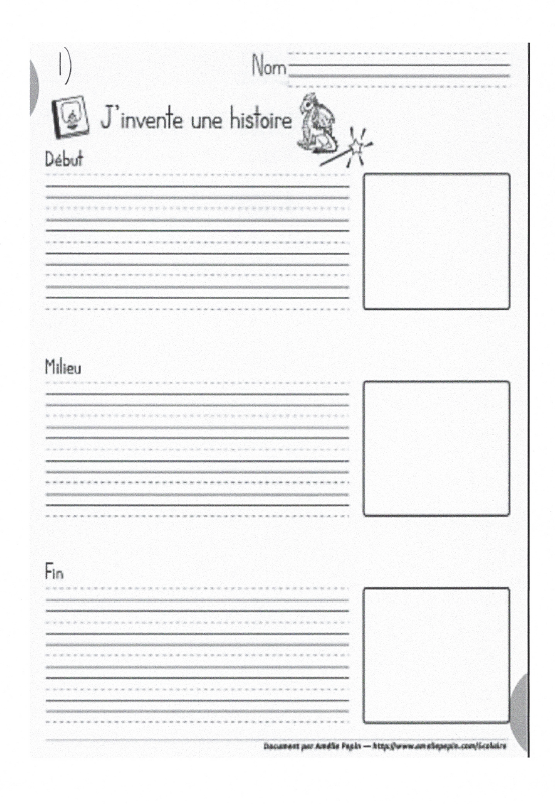 1)
Nom
J'invente une histoire
Début
Milieu
Fin
Document par Amélie Pepin — http://www.ameliepepin.com/Scolaire